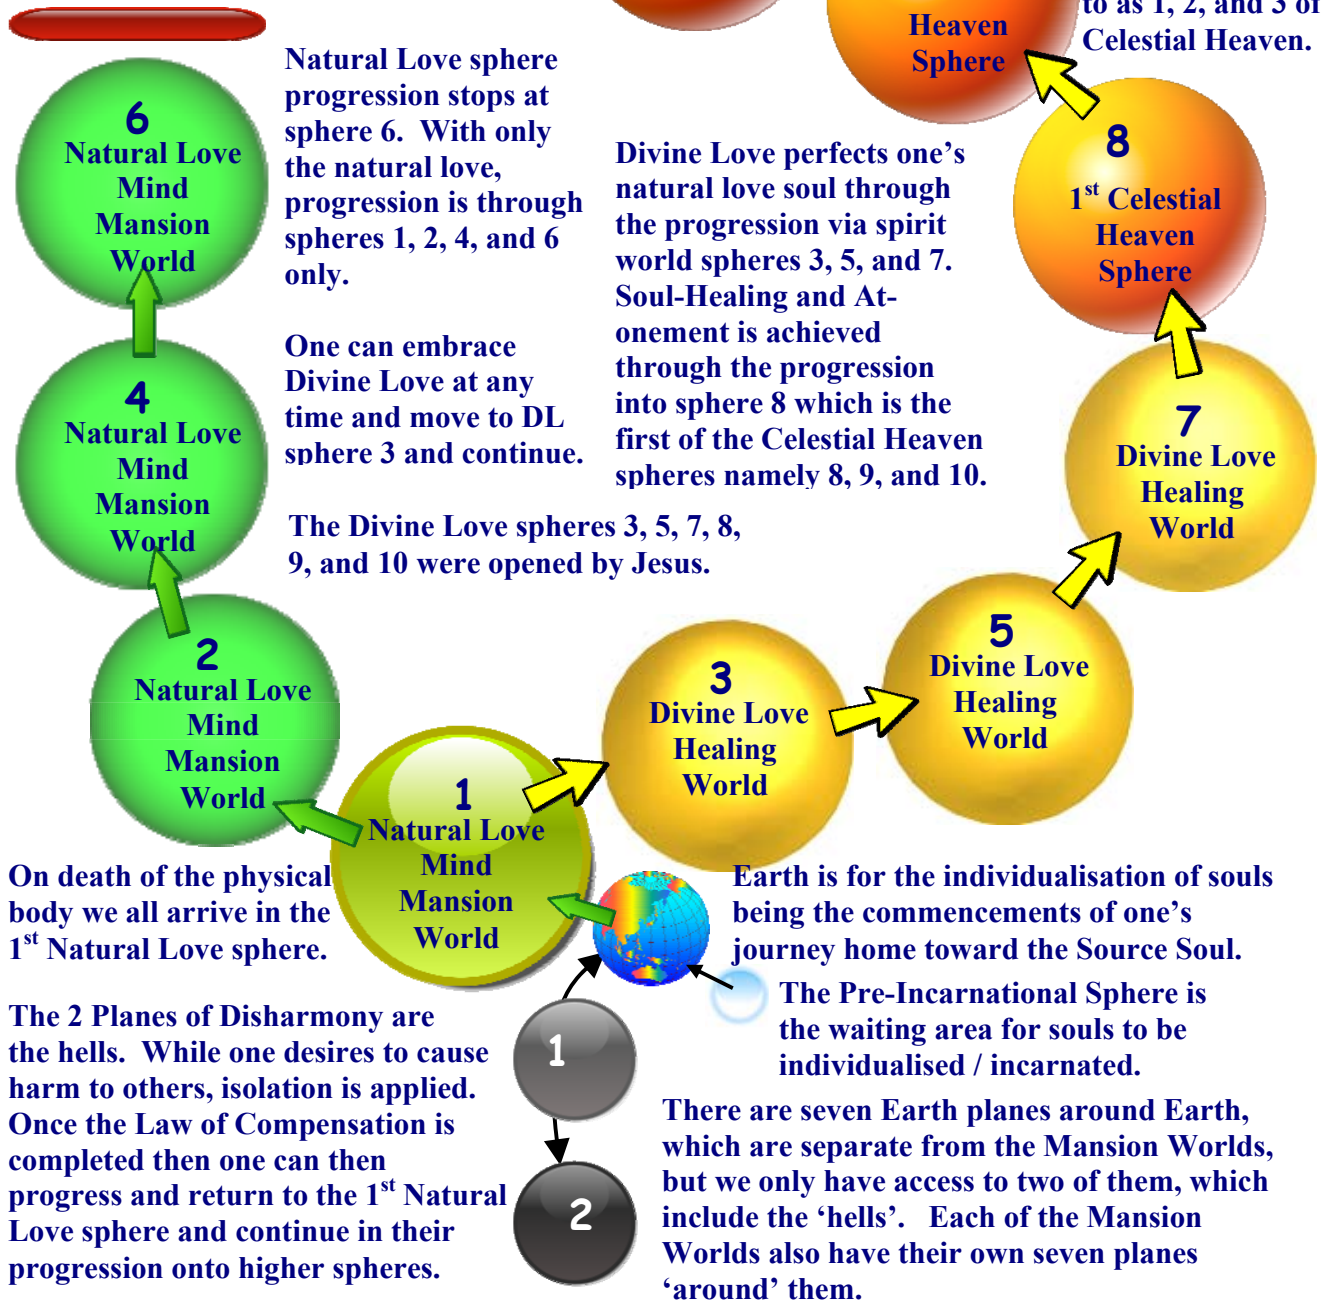 to as 1, 2, and 3 of
Celestial Heaven.
Heaven
Sphere
Natural Love sphere
progression stops at
sphere 6.  With only
the natural love,
progression is through
spheres 1, 2, 4, and 6
only.
One can embrace
Divine Love at any
time and move to DL
sphere 3 and continue.
6
Natural Love
Mind
Mansion
World
Divine Love perfects one’s
natural love soul through
the progression via spirit
world spheres 3, 5, and 7.
Soul-Healing and At-
onement is achieved
through the progression
into sphere 8 which is the
first of the Celestial Heaven
spheres namely 8, 9, and 10.
8
1st Celestial
Heaven
Sphere
4
Natural Love
Mind
Mansion
World
7
Divine Love
Healing
World
The Divine Love spheres 3, 5, 7, 8,
9, and 10 were opened by Jesus.
2
Natural Love
Mind
Mansion
World
3
Divine Love
Healing
World
5
Divine Love
Healing
World
1
Natural Love
Mind
Mansion
World
On death of the physical
body we all arrive in the
1st Natural Love sphere.
Earth is for the individualisation of souls
being the commencements of one’s
journey home toward the Source Soul.
The Pre-Incarnational Sphere is
the waiting area for souls to be
individualised / incarnated.
The 2 Planes of Disharmony are
the hells.  While one desires to cause
harm to others, isolation is applied.
Once the Law of Compensation is
completed then one can then
progress and return to the 1st Natural
Love sphere and continue in their
progression onto higher spheres.
1
2
There are seven Earth planes around Earth,
which are separate from the Mansion Worlds,
but we only have access to two of them, which
include the ‘hells’.   Each of the Mansion
Worlds also have their own seven planes
‘around’ them.